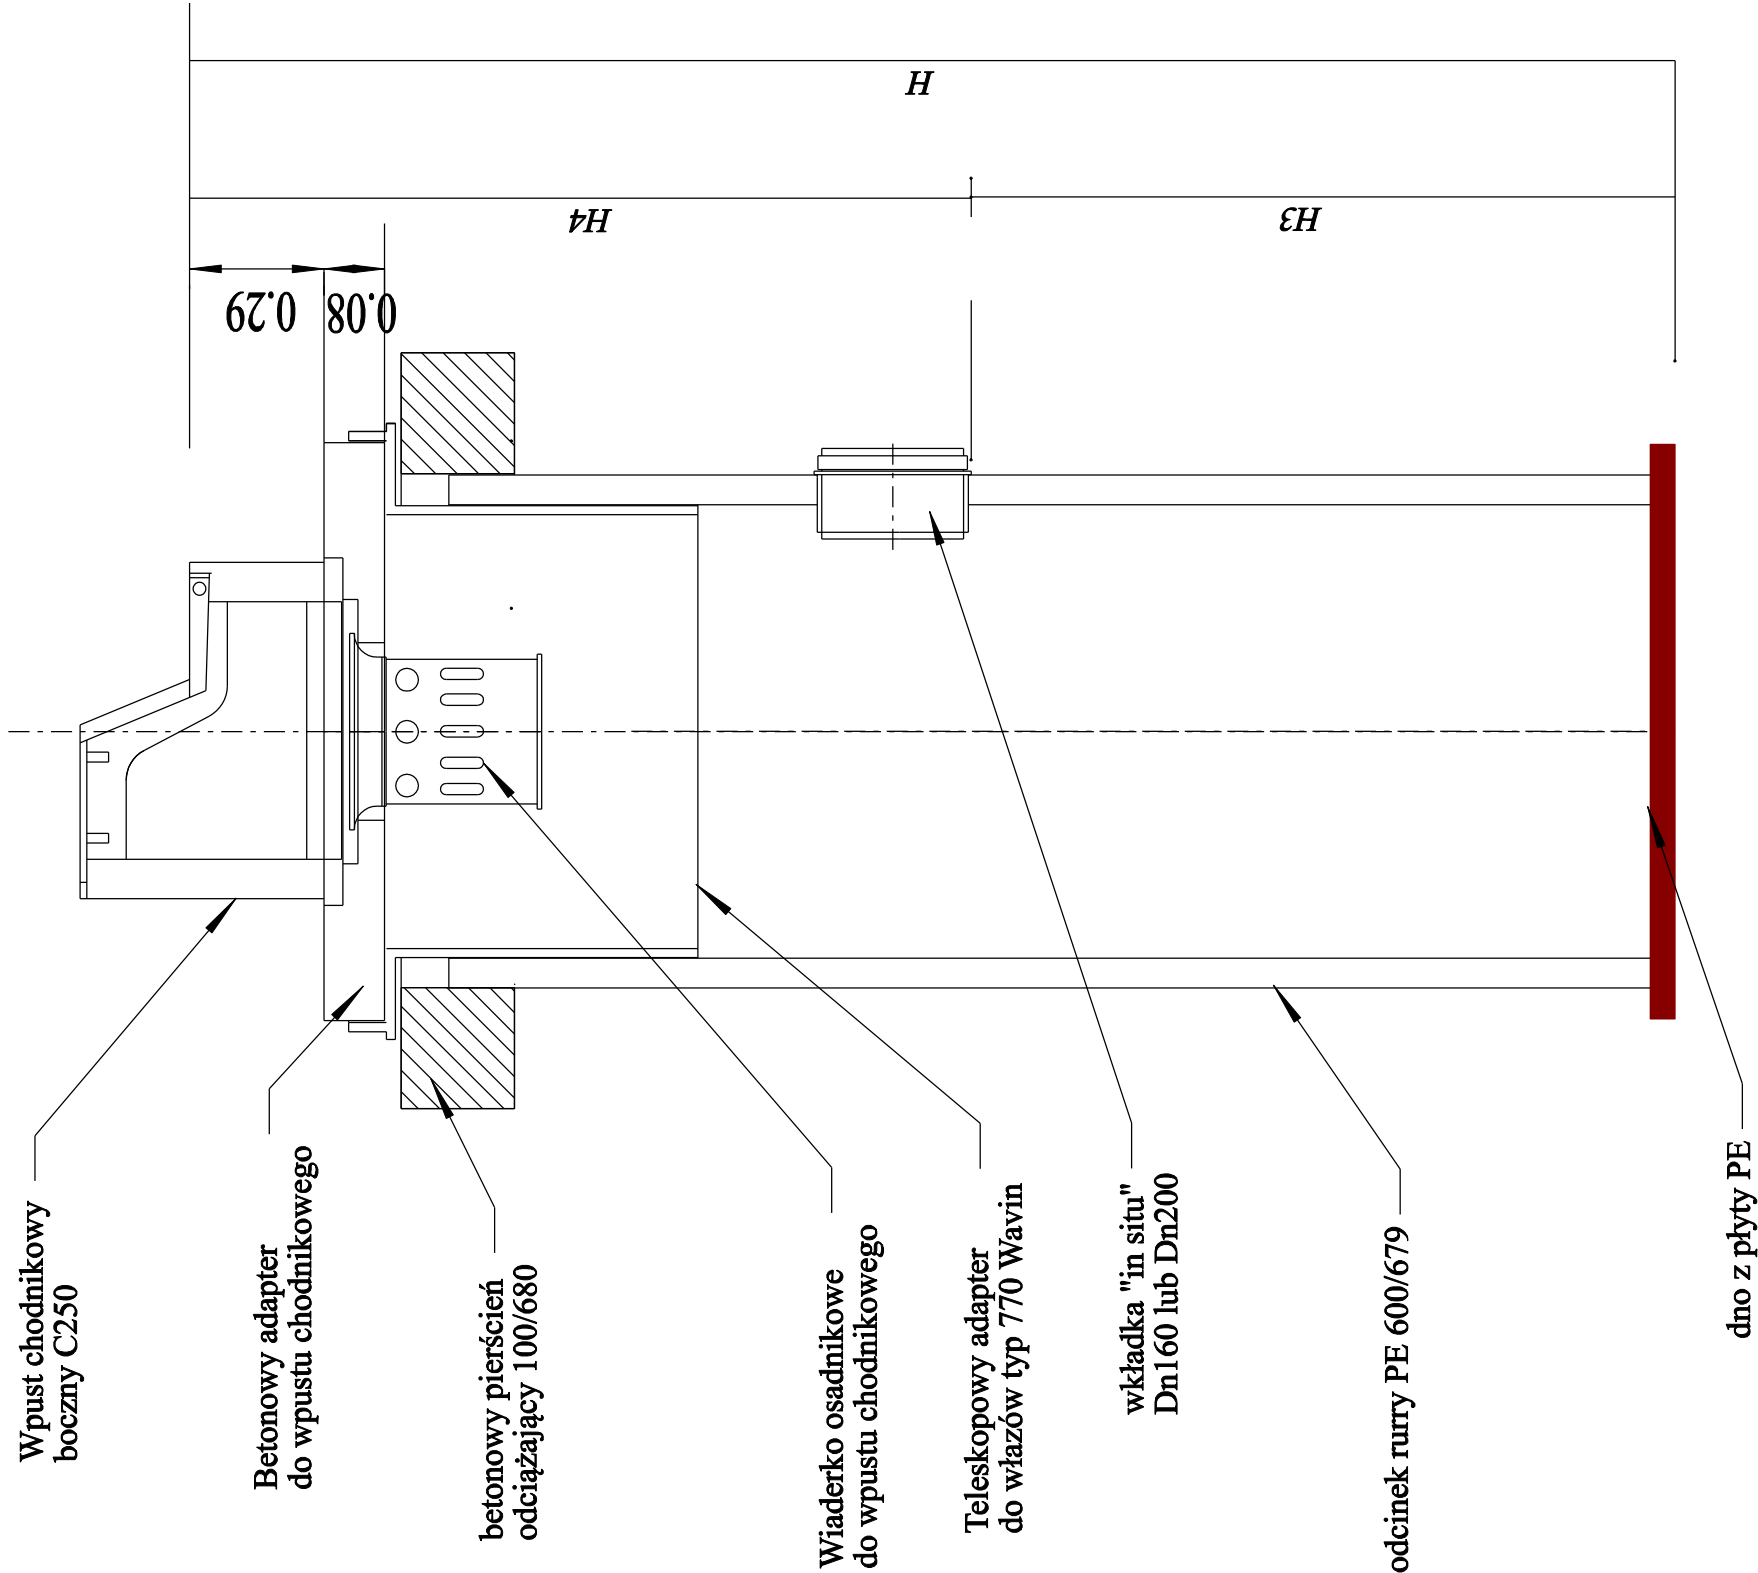 H
H4
H3
0.29
0.08
Wpust chodnikowy
boczny C250
Betonowy adapter
do wpustu chodnikowego
betonowy pierścień
odciążający 100/680
Wiaderko osadnikowe
do wpustu chodnikowego
Teleskopowy adapter
do włazów typ 770 Wavin
wkładka "in situ"
Dn160 lub Dn200
odcinek rurry PE 600/679
dno z płyty PE